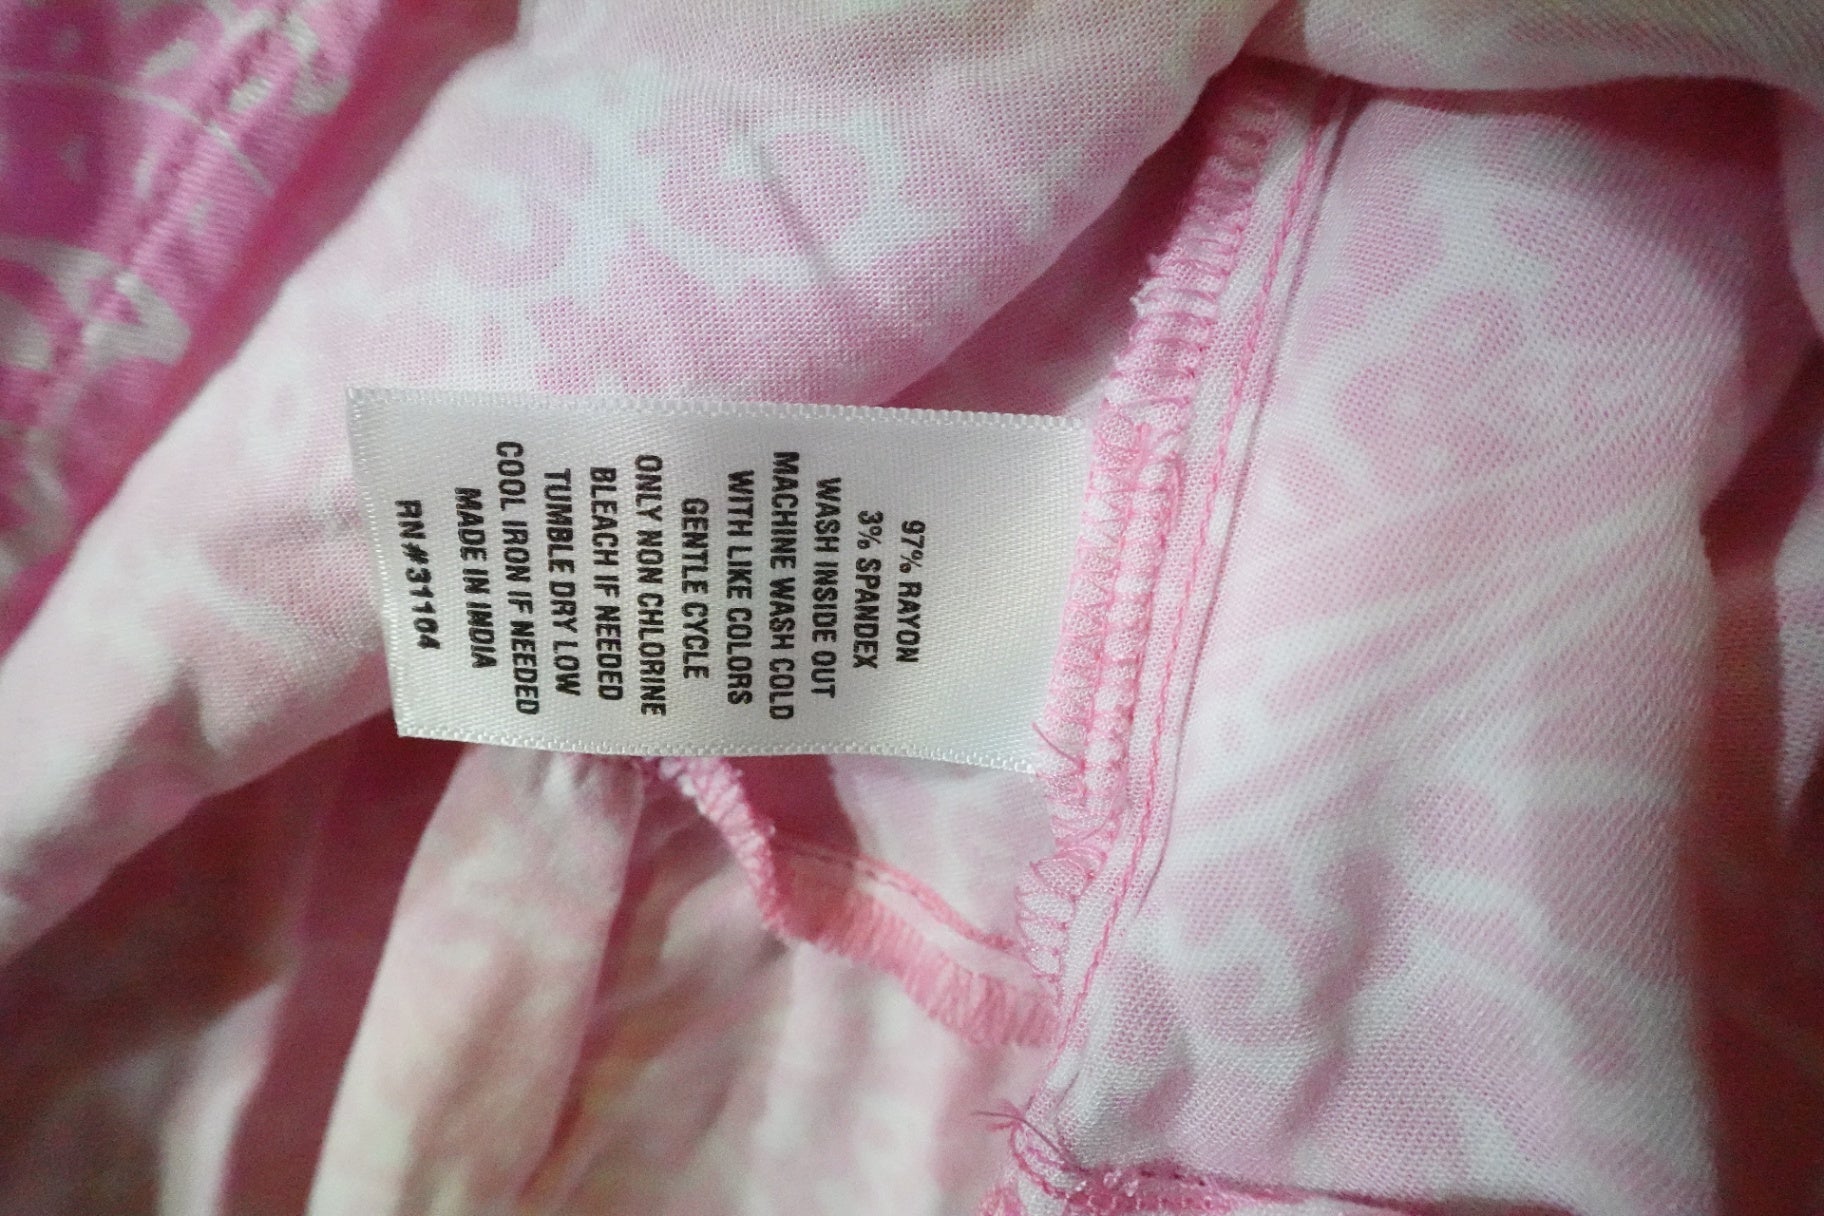 97% RAYON
3% SPANDEX
WASH INSIDE OUT
MACHINE WASH COLD
WITH LIKE COLORS
GENTLE CYCLE
ONLY NON CHLORINE
BLEACH IF NEEDED
TUMBLE DRY LOW
COOL IRON IF NEEDED
MADE IN INDIA
RN#31104